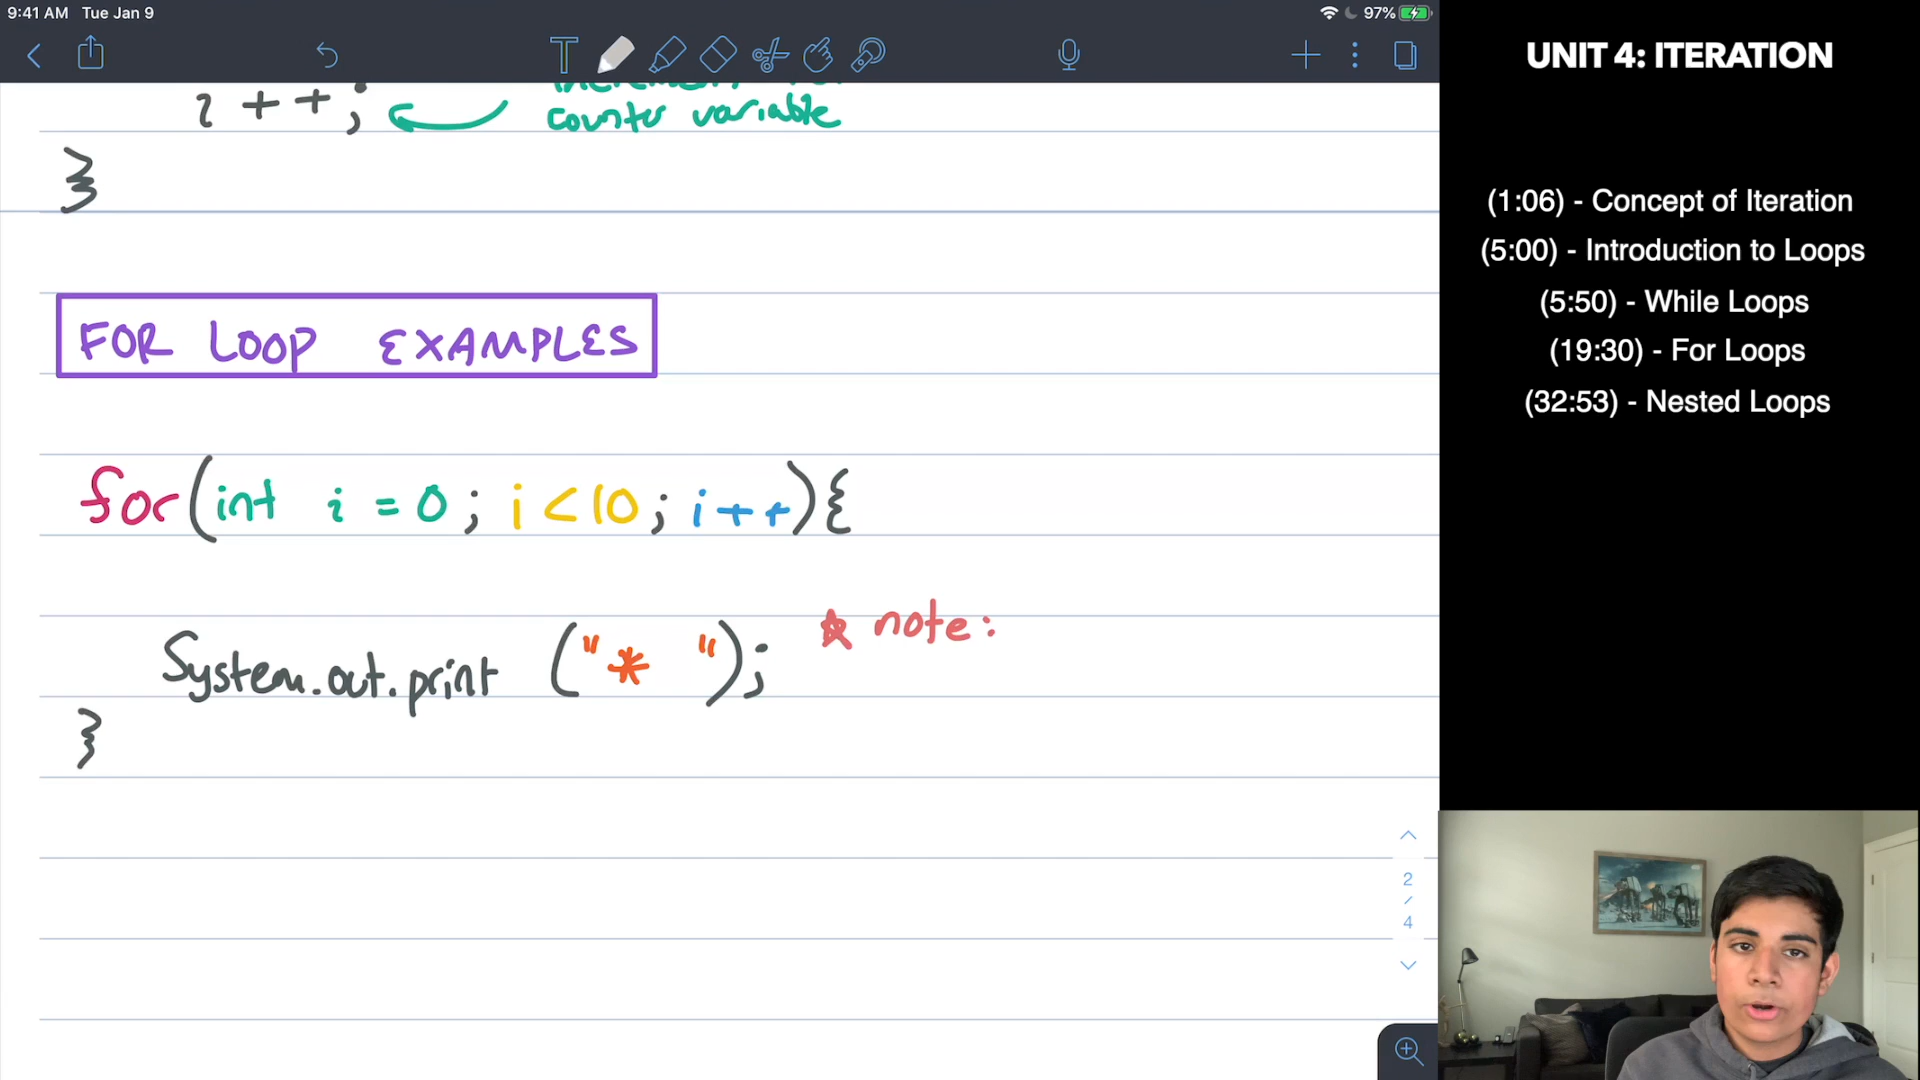 9:41 AM Tue Jan 9
97%
UNIT 4: ITERATION
i ++;
counter variable
}
(1:06) - Concept of Iteration
(5:00) - Introduction to Loops
(5:50) - While Loops
(19:30) - For Loops
(32:53) - Nested Loops
FOR LOOP EXAMPLES
for(int i = 0; i < 10; i ++){
* note:
System.out.print ("* ");
}
2
/
4